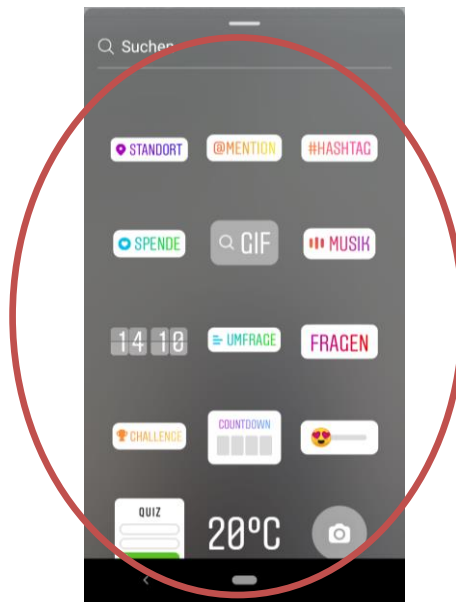 Suchen
STANDORT @MENTION #HASHTAG
SPENDE GIF MUSIK
14 10 UMFRAGE FRAGEN
CHALLENGE COUNTDOWN
QUIZ 20°C